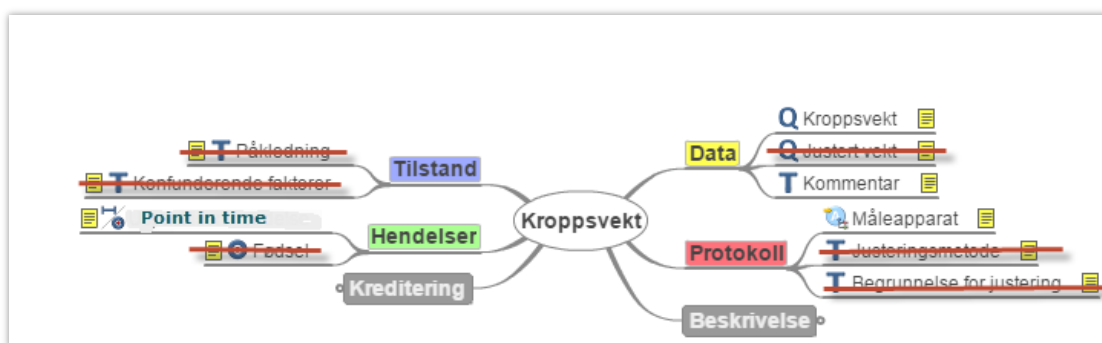 Påkledning
Konfunderende faktorer
Tilstand
Point in time
Fødsel
Hendelser
Kreditering
Kroppsvekt
Data
Q Kroppsvekt
Q Justert vekt
T Kommentar
Protokoll
Måleapparat
T Justeringsmetode
T Begrunnelse for justering
Beskrivelse